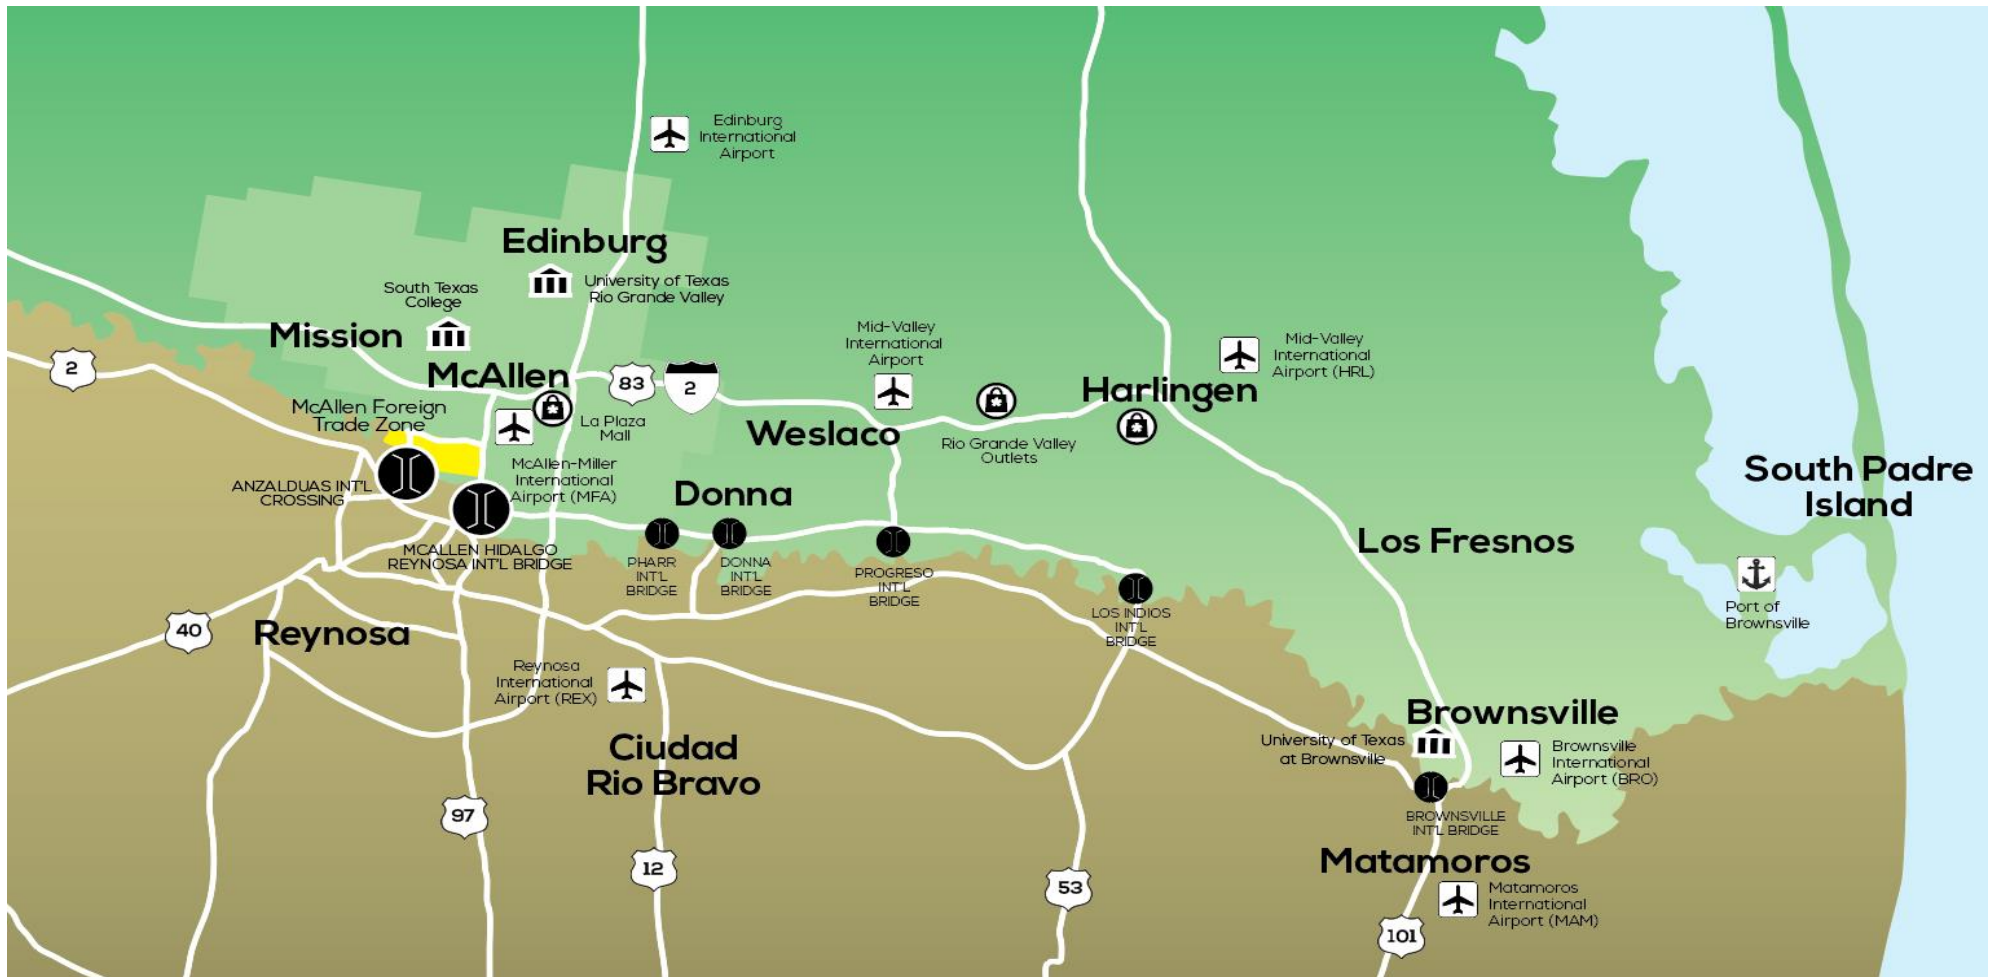 Edinburg
International
Airport
Edinburg
University of Texas
Rio Grande Valley
South Texas
College
Mission
McAllen
83
2
2
McAllen Foreign
Trade Zone
La Plaza
Mall
McAllen-Miller
International
Airport (MFA)
ANZALDUAS INT'L
CROSSING
MCALLEN HIDALGO
REYNOSA INT'L BRIDGE
Mid-Valley
International
Airport
Weslaco
Rio Grande Valley
Outlets
Harlingen
Mid-Valley
International
Airport (HRL)
Donna
PHARR
INT'L
BRIDGE
DONNA
INT'L
BRIDGE
PROGRESO
INT'L
BRIDGE
LOS INDIOS
INT'L
BRIDGE
Los Fresnos
South Padre
Island
Port of
Brownsville
40
Reynosa
Reynosa
International
Airport (REX)
Ciudad
Rio Bravo
97
12
53
Brownsville
University of Texas
at Brownsville
Brownsville
International
Airport (BRO)
BROWNSVILLE
INT'L BRIDGE
Matamoros
Matamoros
International
Airport (MAM)
101